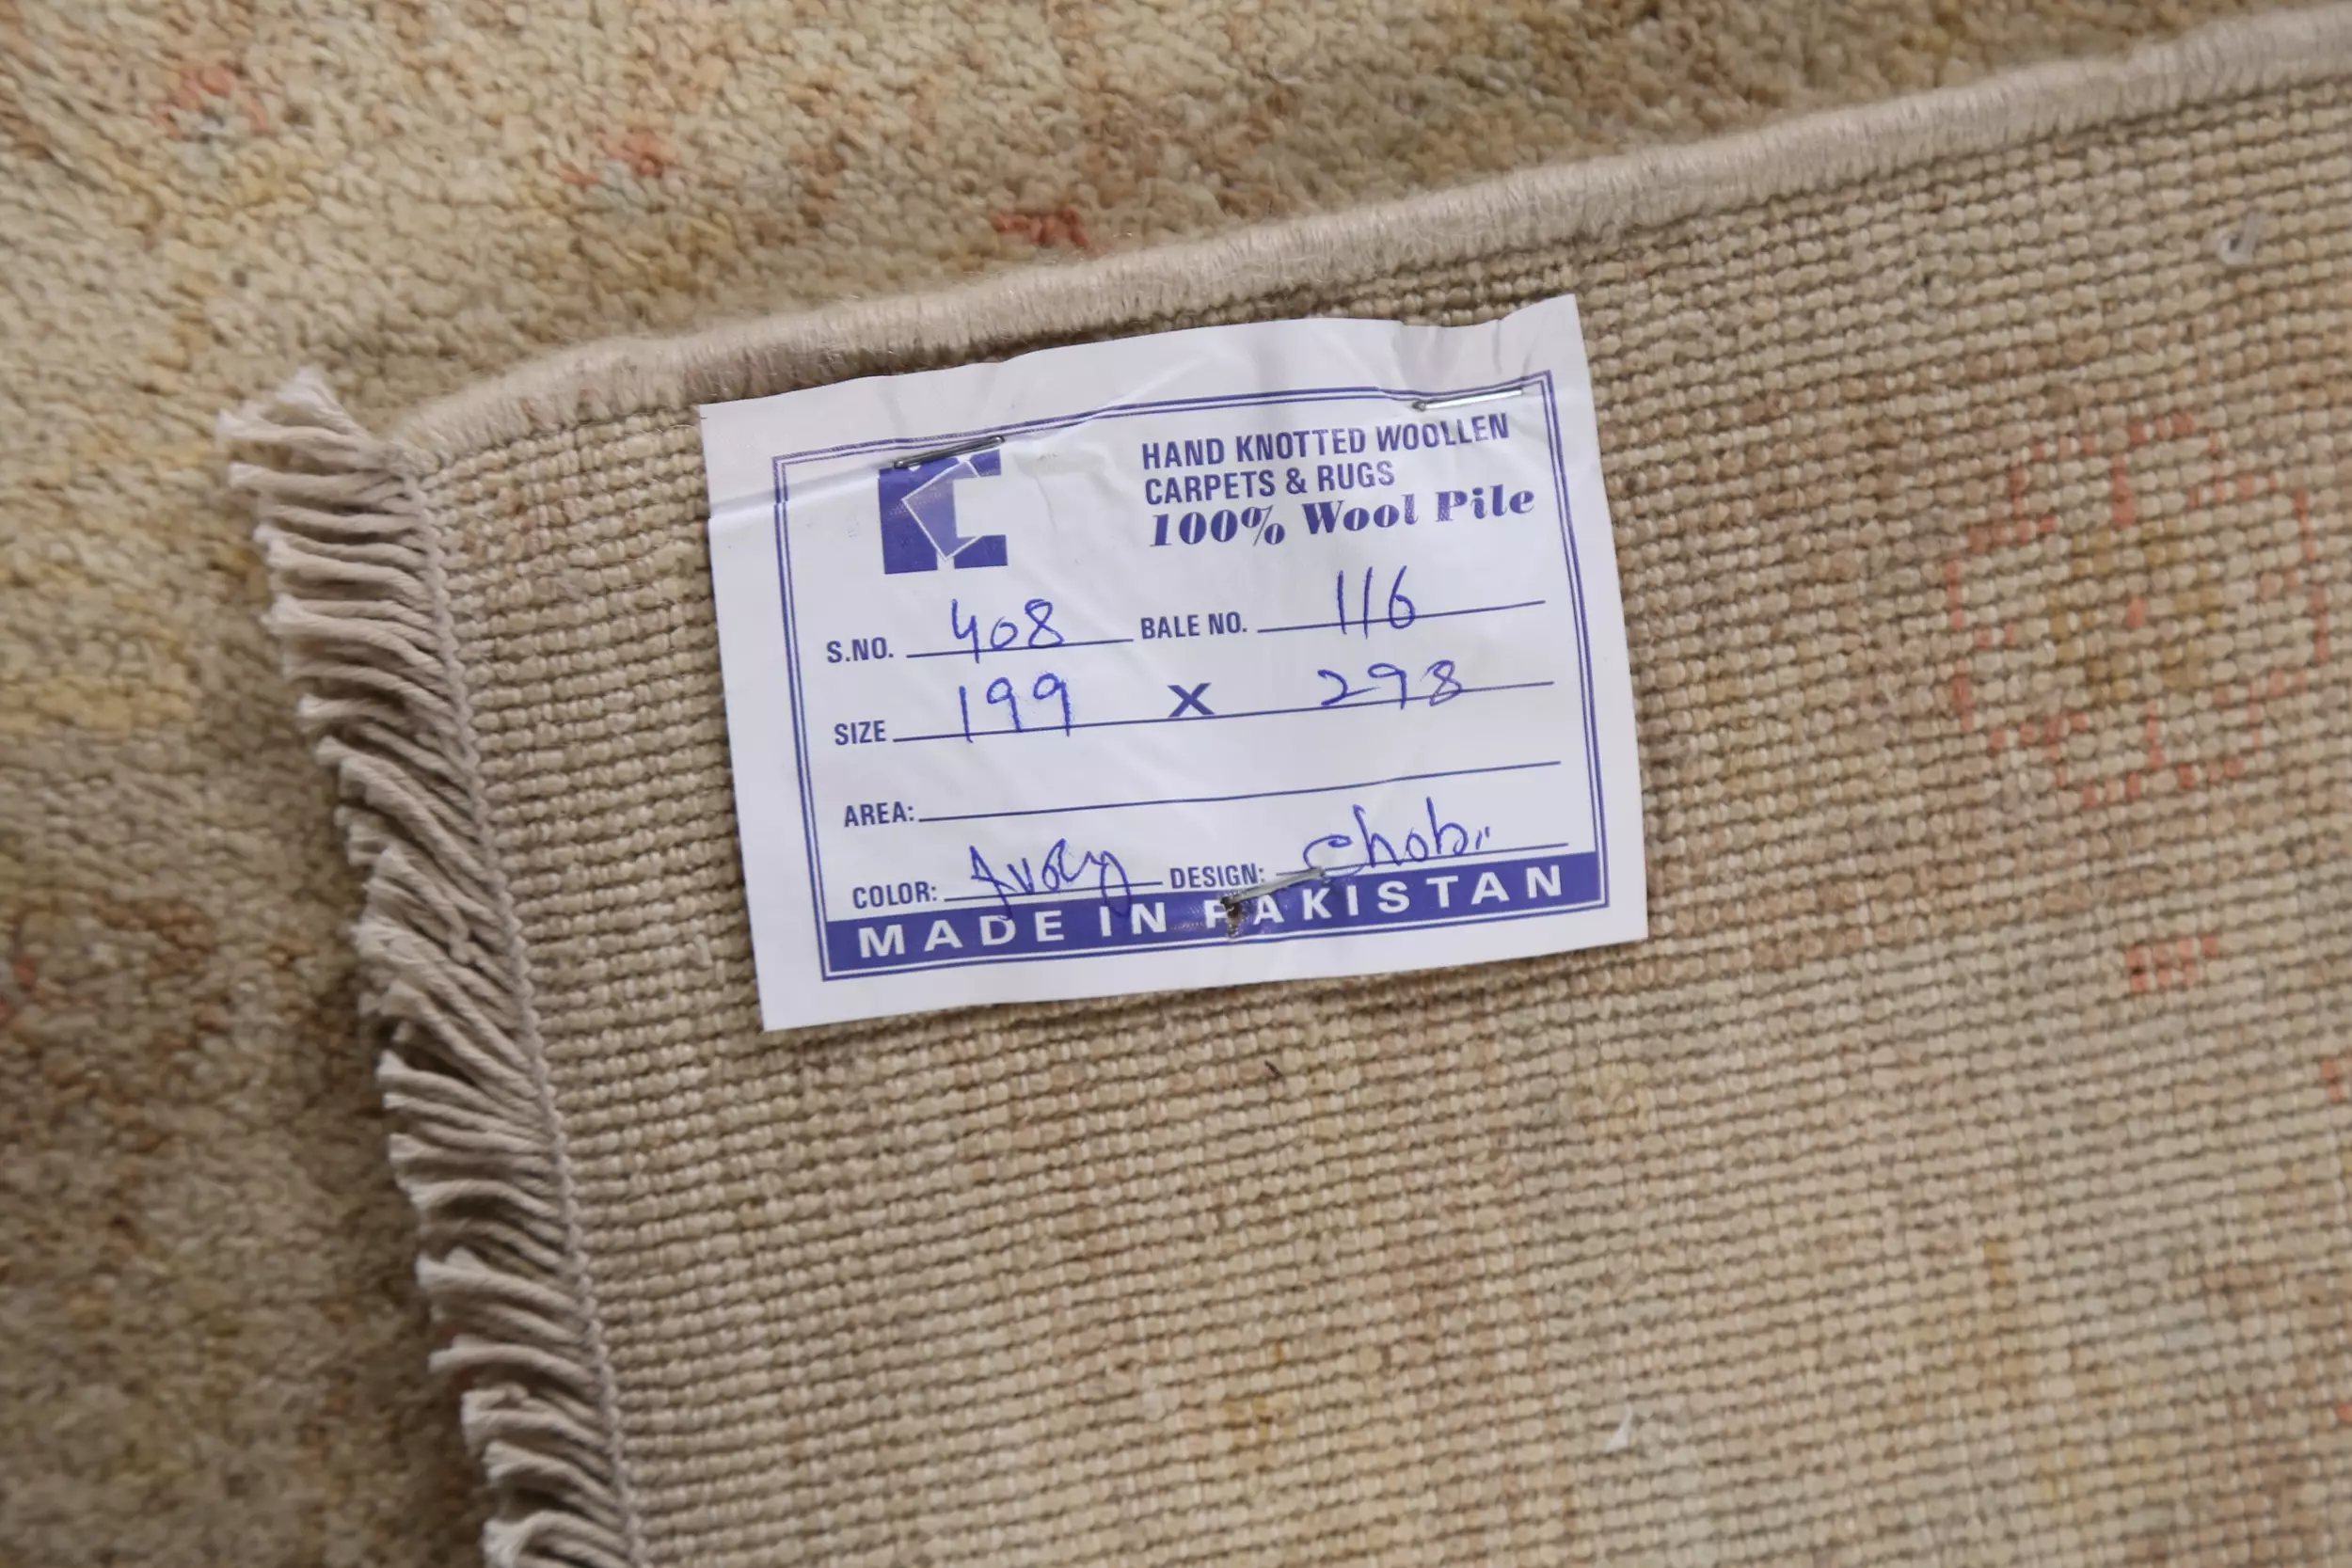 HAND KNOTTED WOOLLEN
CARPETS & RUGS
100% Wool Pile
S.NO. 408 BALE NO. 116
SIZE 199 X 298
AREA:
COLOR: Ivory DESIGN: Chobi
MADE IN PAKISTAN